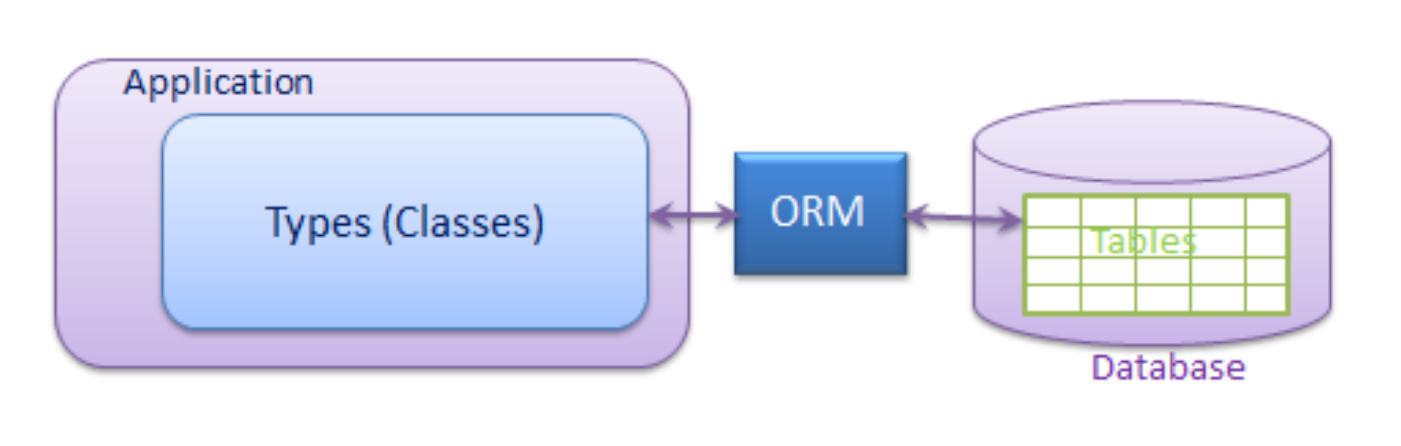 Application
Types (Classes)
ORM
Tables
Database